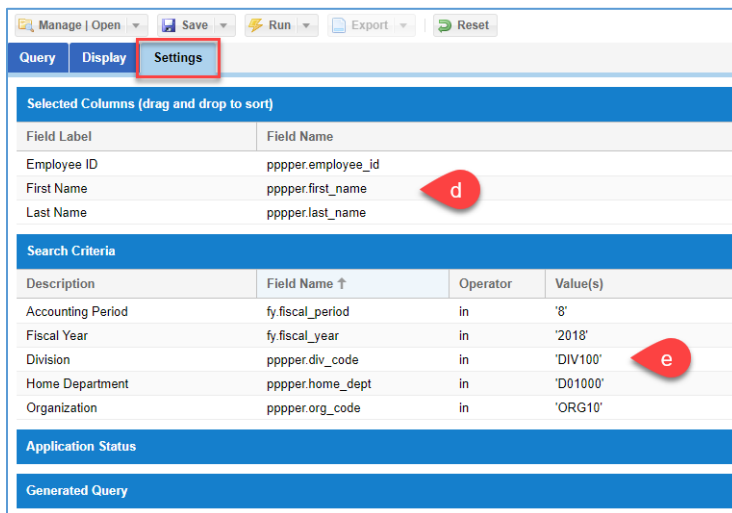 Manage | Open Save Run Export Reset
Query Display Settings
Selected Columns (drag and drop to sort)
Field Label Field Name
Employee ID pppper.employee_id
First Name pppper.first_name
d
Last Name pppper.last_name
Search Criteria
Description Field Name ↑ Operator Value(s)
Accounting Period fy.fiscal_period in '8'
Fiscal Year fy.fiscal_year in '2018'
Division pppper.div_code in 'DIV100'
e
Home Department pppper.home_dept in 'D01000'
Organization pppper.org_code in 'ORG10'
Application Status
Generated Query